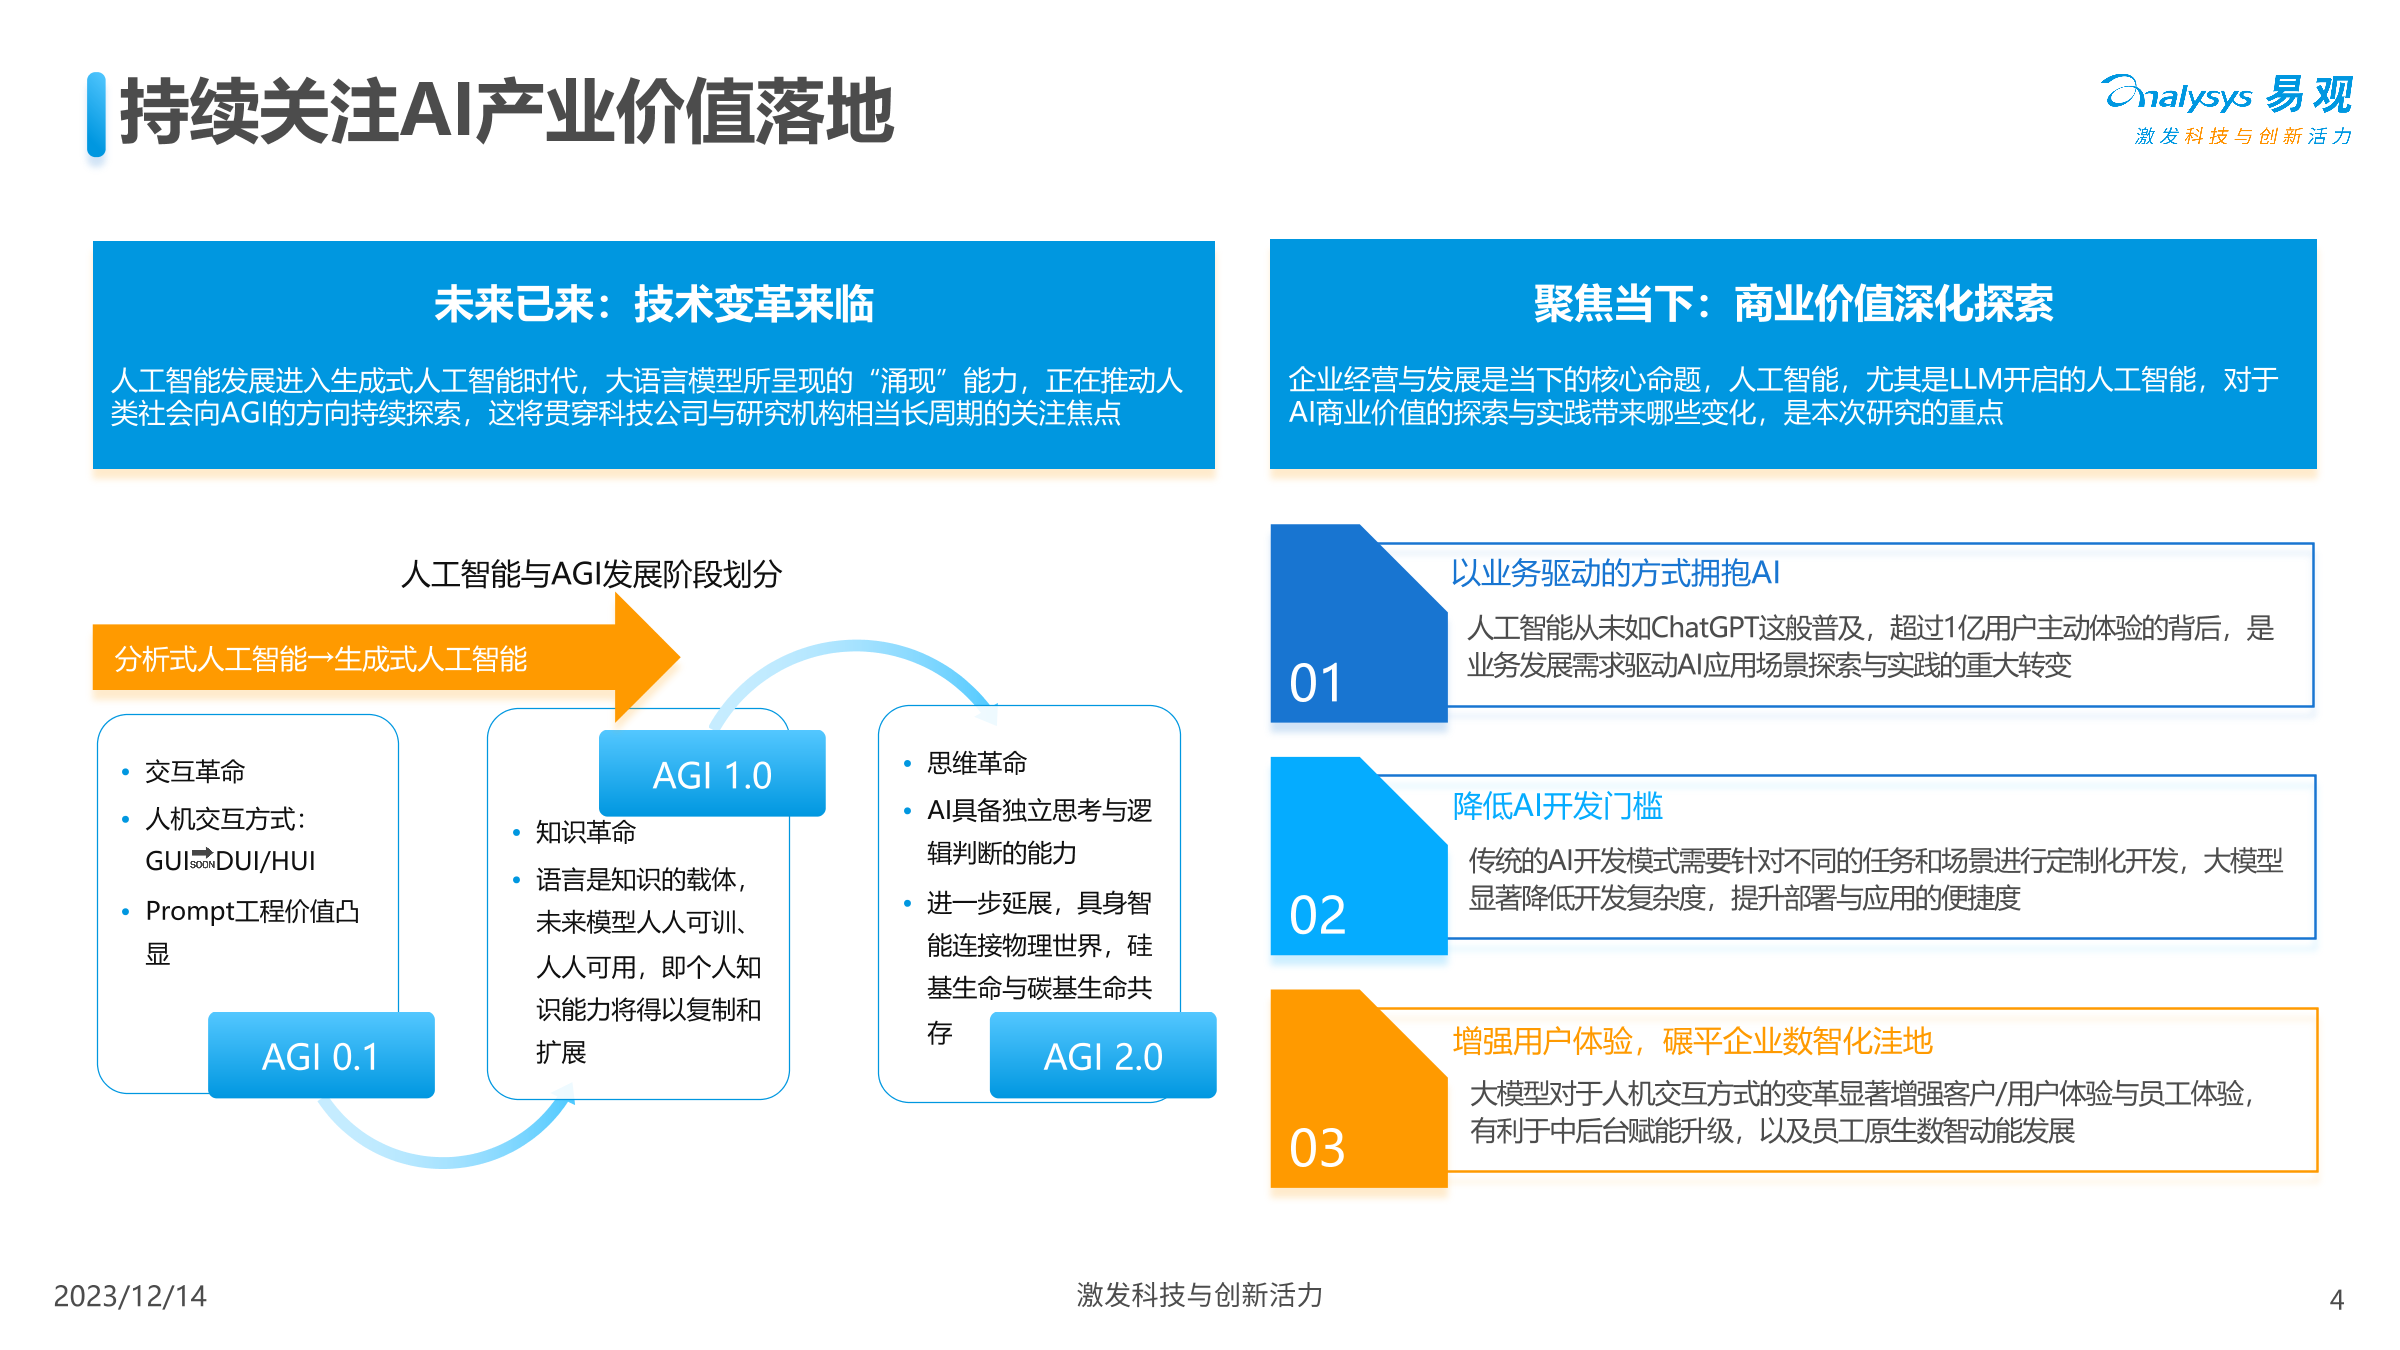 持续关注AI产业价值落地
analysys 易观
激发科技与创新活力
未来已来：技术变革来临
人工智能发展进入生成式人工智能时代，大语言模型所呈现的“涌现”能力，正在推动人
类社会向AGI的方向持续探索，这将贯穿科技公司与研究机构相当长周期的关注焦点
人工智能与AGI发展阶段划分
分析式人工智能→生成式人工智能
• 交互革命
• 人机交互方式：
GUI SOON DUI/HUI
• Prompt工程价值凸
显
AGI 0.1
AGI 1.0
• 知识革命
• 语言是知识的载体，
未来模型人人可训、
人人可用，即个人知
识能力将得以复制和
扩展
• 思维革命
• AI具备独立思考与逻
辑判断的能力
• 进一步延展，具身智
能连接物理世界，硅
基生命与碳基生命共
存
AGI 2.0
聚焦当下：商业价值深化探索
企业经营与发展是当下的核心命题，人工智能，尤其是LLM开启的人工智能，对于
AI商业价值的探索与实践带来哪些变化，是本次研究的重点
01
以业务驱动的方式拥抱AI
人工智能从未如ChatGPT这般普及，超过1亿用户主动体验的背后，是
业务发展需求驱动AI应用场景探索与实践的重大转变
02
降低AI开发门槛
传统的AI开发模式需要针对不同的任务和场景进行定制化开发，大模型
显著降低开发复杂度，提升部署与应用的便捷度
03
增强用户体验，碾平企业数智化洼地
大模型对于人机交互方式的变革显著增强客户/用户体验与员工体验，
有利于中后台赋能升级，以及员工原生数智动能发展
2023/12/14
激发科技与创新活力
4